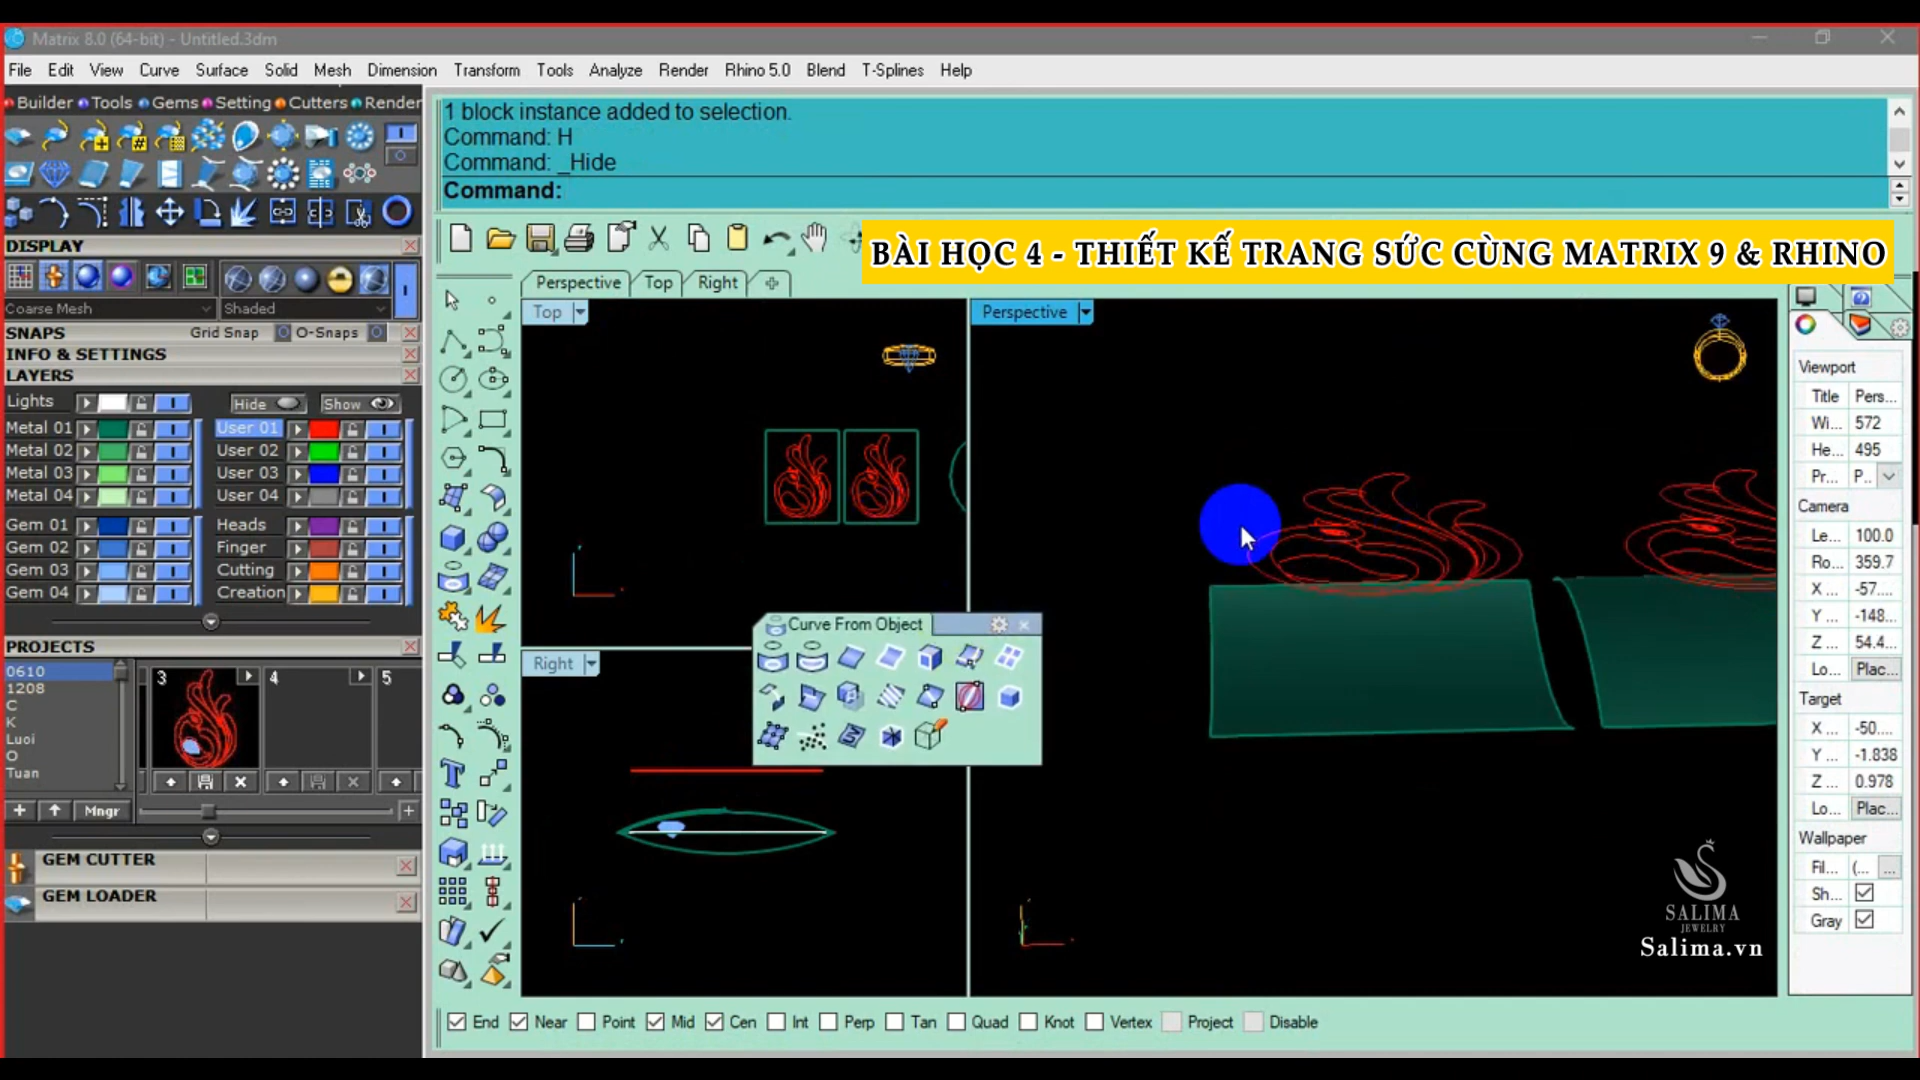 Matrix 8.0 (64-bit) - Untitled.3dm
File Edit View Curve Surface Solid Mesh Dimension Transform Tools Analyze Render Rhino 5.0 Blend T-Splines Help
Builder Tools Gems Setting Cutters Render
1 block instance added to selection.
Command: H
Command: _Hide
Command:
BÀI HỌC 4 - THIẾT KẾ TRANG SỨC CÙNG MATRIX 9 & RHINO
DISPLAY
Coarse Mesh Shaded
SNAPS Grid Snap O-Snaps
INFO & SETTINGS
LAYERS
Lights Hide Show
Metal 01 User 01
Metal 02 User 02
Metal 03 User 03
Metal 04 User 04
Gem 01 Heads
Gem 02 Finger
Gem 03 Cutting
Gem 04 Creation
PROJECTS
0610
1208
C
K
Luoi
O
Tuan
3 4 5
Mngr
GEM CUTTER
GEM LOADER
Perspective Top Right
Top
Perspective
Right
Curve From Object
Viewport
Title Pers...
Wi... 572
He... 495
Pr... P..
Camera
Le... 100.0
Ro... 359.7
X ... -57....
Y ... -148...
Z ... 54.4...
Lo... Plac...
Target
X ... -50....
Y ... -1.838
Z ... 0.978
Lo... Plac...
Wallpaper
Fil... (... ...
Sh...
Gray
SALIMA
JEWELRY
Salima.vn
End Near Point Mid Cen Int Perp Tan Quad Knot Vertex Project Disable